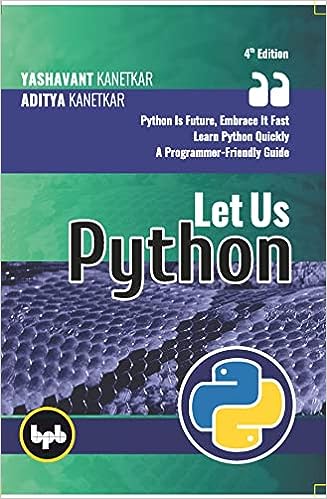 4th Edition
YASHAVANT KANETKAR
ADITYA KANETKAR
Python Is Future, Embrace It Fast
Learn Python Quickly
A Programmer-Friendly Guide
Let Us
Python
bpb